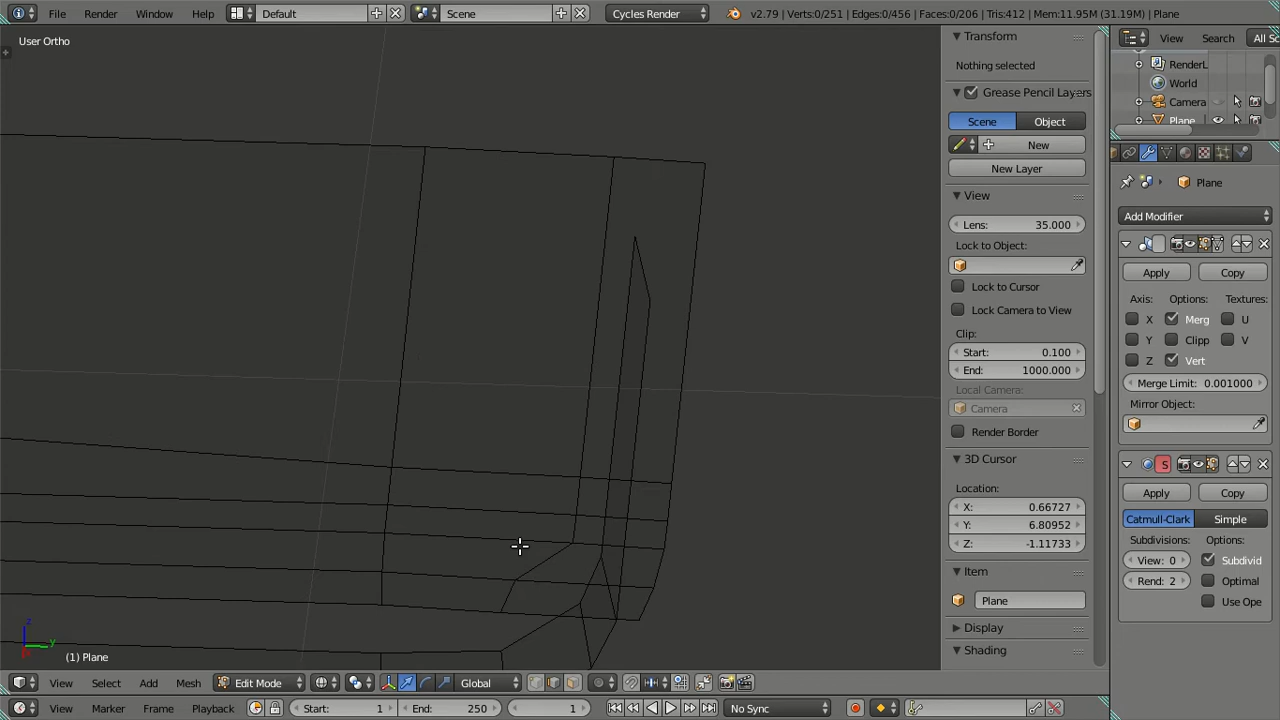 File Render Window Help Default Scene Cycles Render v2.79 | Verts:0/251 | Edges:0/456 | Faces:0/206 | Tris:412 | Mem:11.95M (31.19M) | Plane
User Ortho
Transform
Nothing selected
Grease Pencil Layers
Scene Object
New
New Layer
View
Lens: 35.000
Lock to Object:
Lock to Cursor
Lock Camera to View
Clip:
Start: 0.100
End: 1000.000
Local Camera:
Camera
Render Border
3D Cursor
Location:
X: 0.66727
Y: 6.80952
Z: -1.11733
Item
Plane
Display
Shading
View Search All Sc
RenderL
World
Camera
Plane
Plane
Add Modifier
Apply Copy
Axis: Options: Textures:
X Merg U
Y Clipp V
Z Vert
Merge Limit: 0.001000
Mirror Object:
S
Apply Copy
Catmull-Clark Simple
Subdivisions: Options:
View: 0 Subdivid
Rend: 2 Optimal
Use Ope
z
y
(1) Plane
View Select Add Mesh Edit Mode Global
View Marker Frame Playback Start: 1 End: 250 1 No Sync